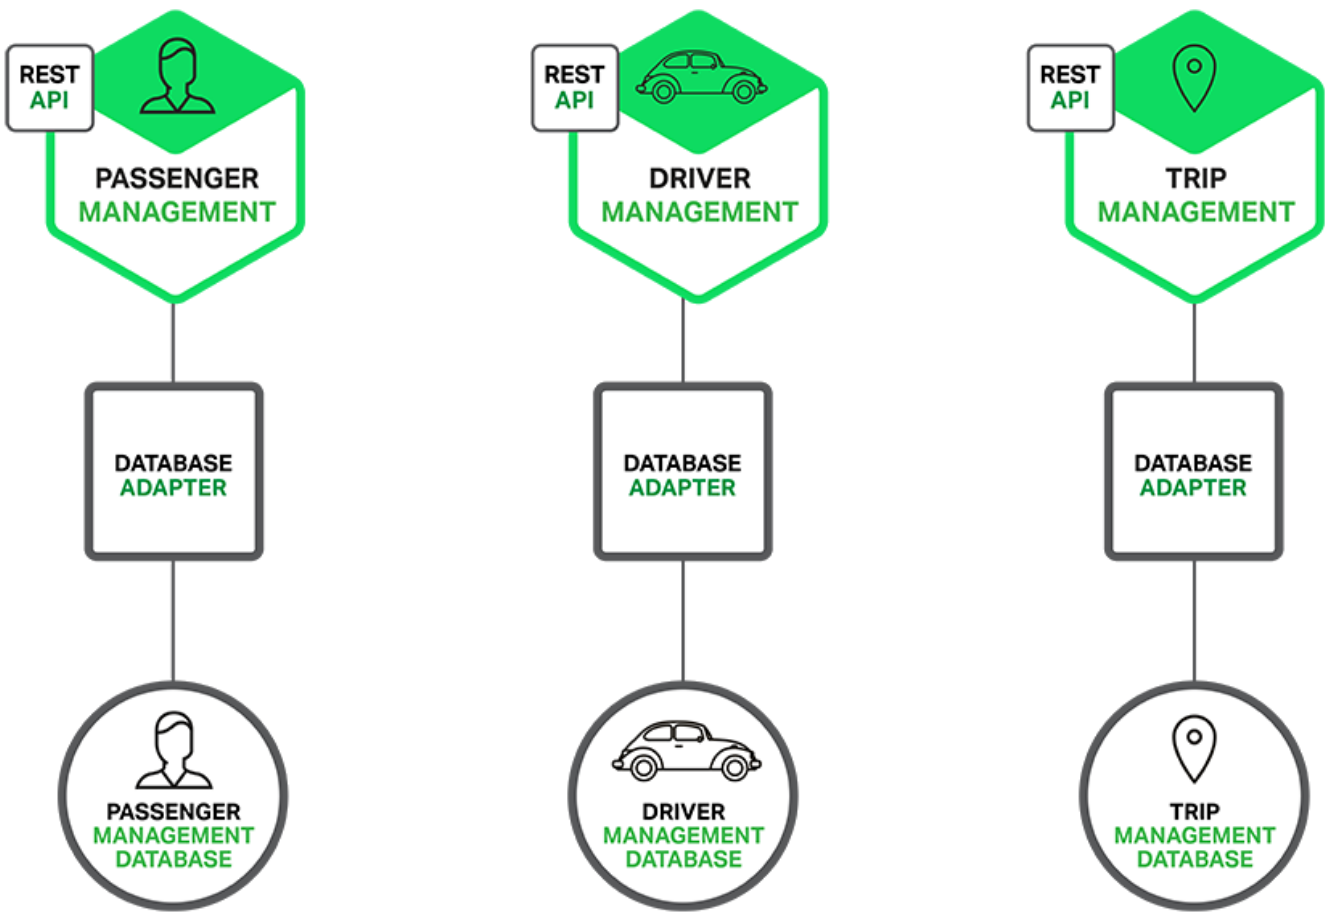 REST
API
PASSENGER
MANAGEMENT
REST
API
DRIVER
MANAGEMENT
REST
API
TRIP
MANAGEMENT
DATABASE
ADAPTER
DATABASE
ADAPTER
DATABASE
ADAPTER
PASSENGER
MANAGEMENT
DATABASE
DRIVER
MANAGEMENT
DATABASE
TRIP
MANAGEMENT
DATABASE